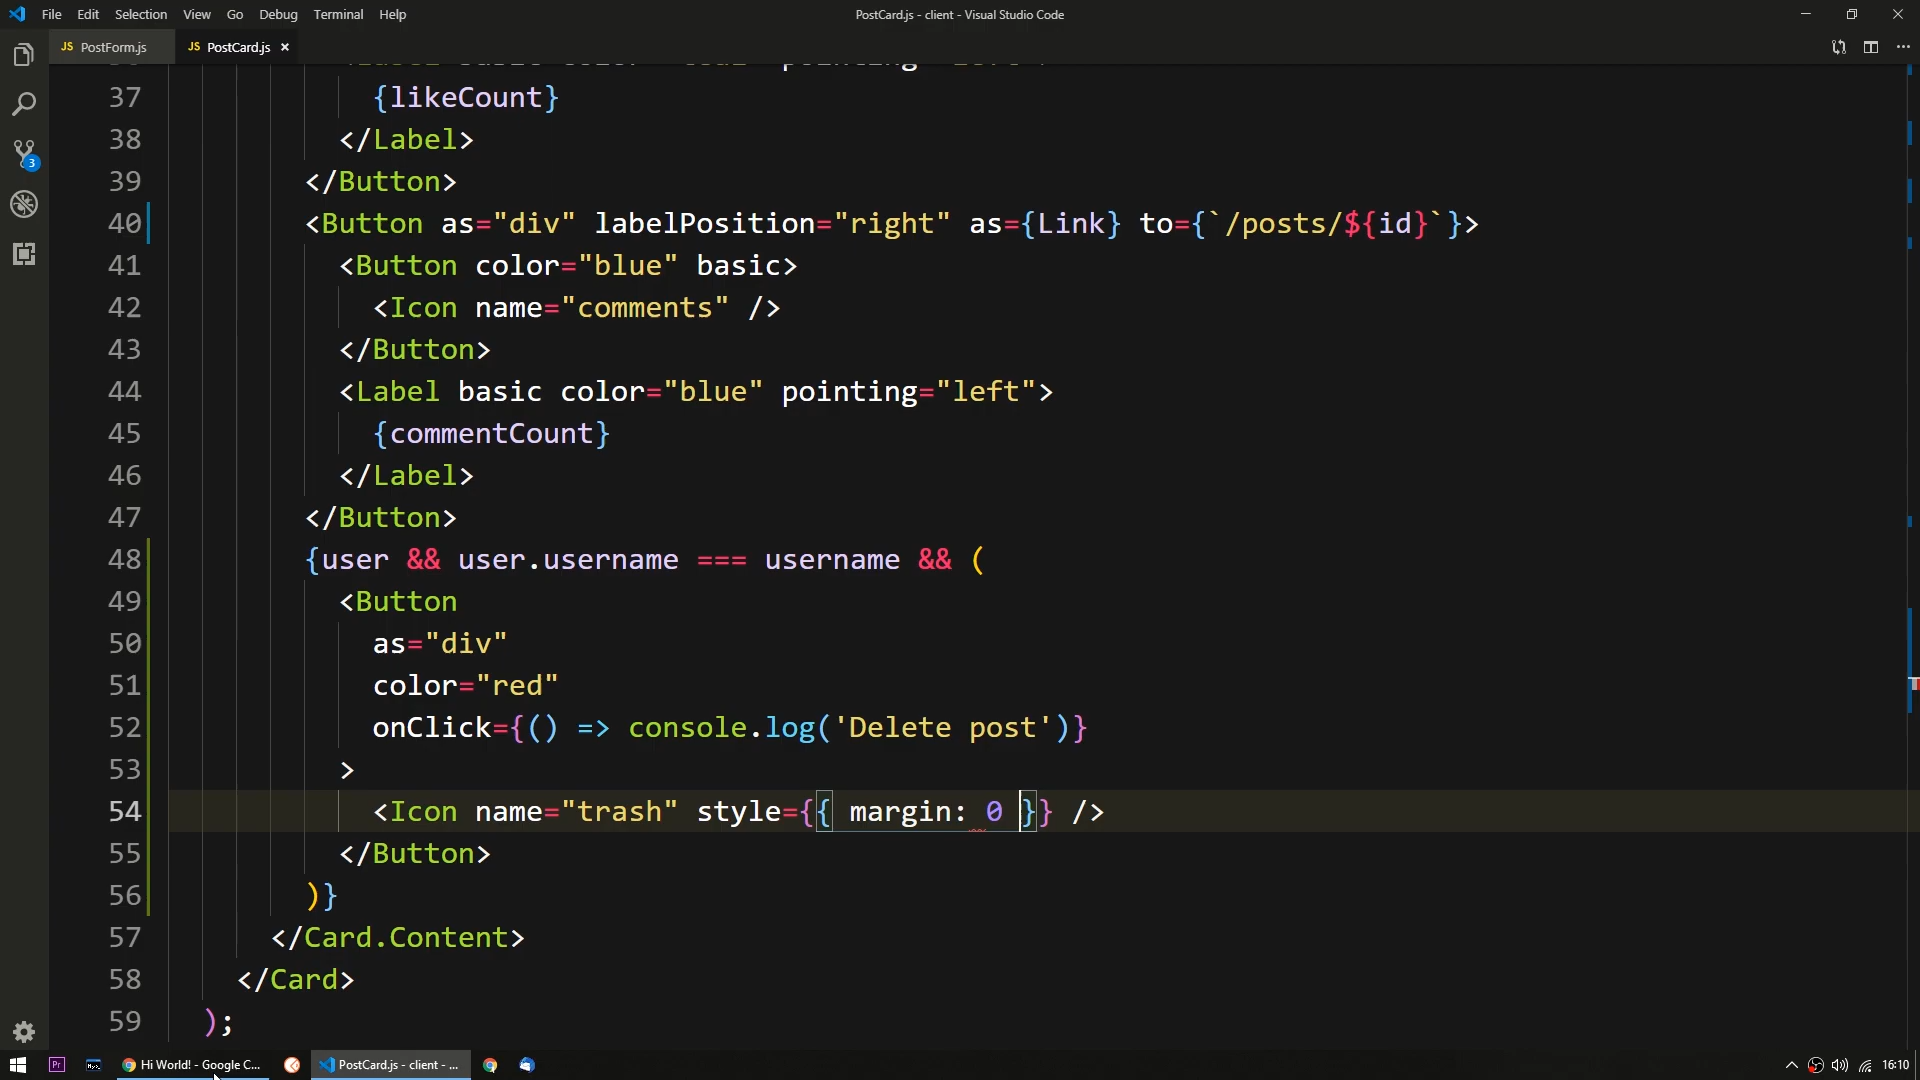 File Edit Selection View Go Debug Terminal Help
PostCard.js - client - Visual Studio Code
JS PostForm.js
JS PostCard.js
37 {likeCount}
38 </Label>
39 </Button>
40 <Button as="div" labelPosition="right" as={Link} to={`/posts/${id}`}>
41 <Button color="blue" basic>
42 <Icon name="comments" />
43 </Button>
44 <Label basic color="blue" pointing="left">
45 {commentCount}
46 </Label>
47 </Button>
48 {user && user.username === username && (
49 <Button
50 as="div"
51 color="red"
52 onClick={() => console.log('Delete post')}
53 >
54 <Icon name="trash" style={{ margin: 0 }} />
55 </Button>
56 )}
57 </Card.Content>
58 </Card>
59 );
3
Pr
Hi World! - Google C...
PostCard.js - client - ...
16:10